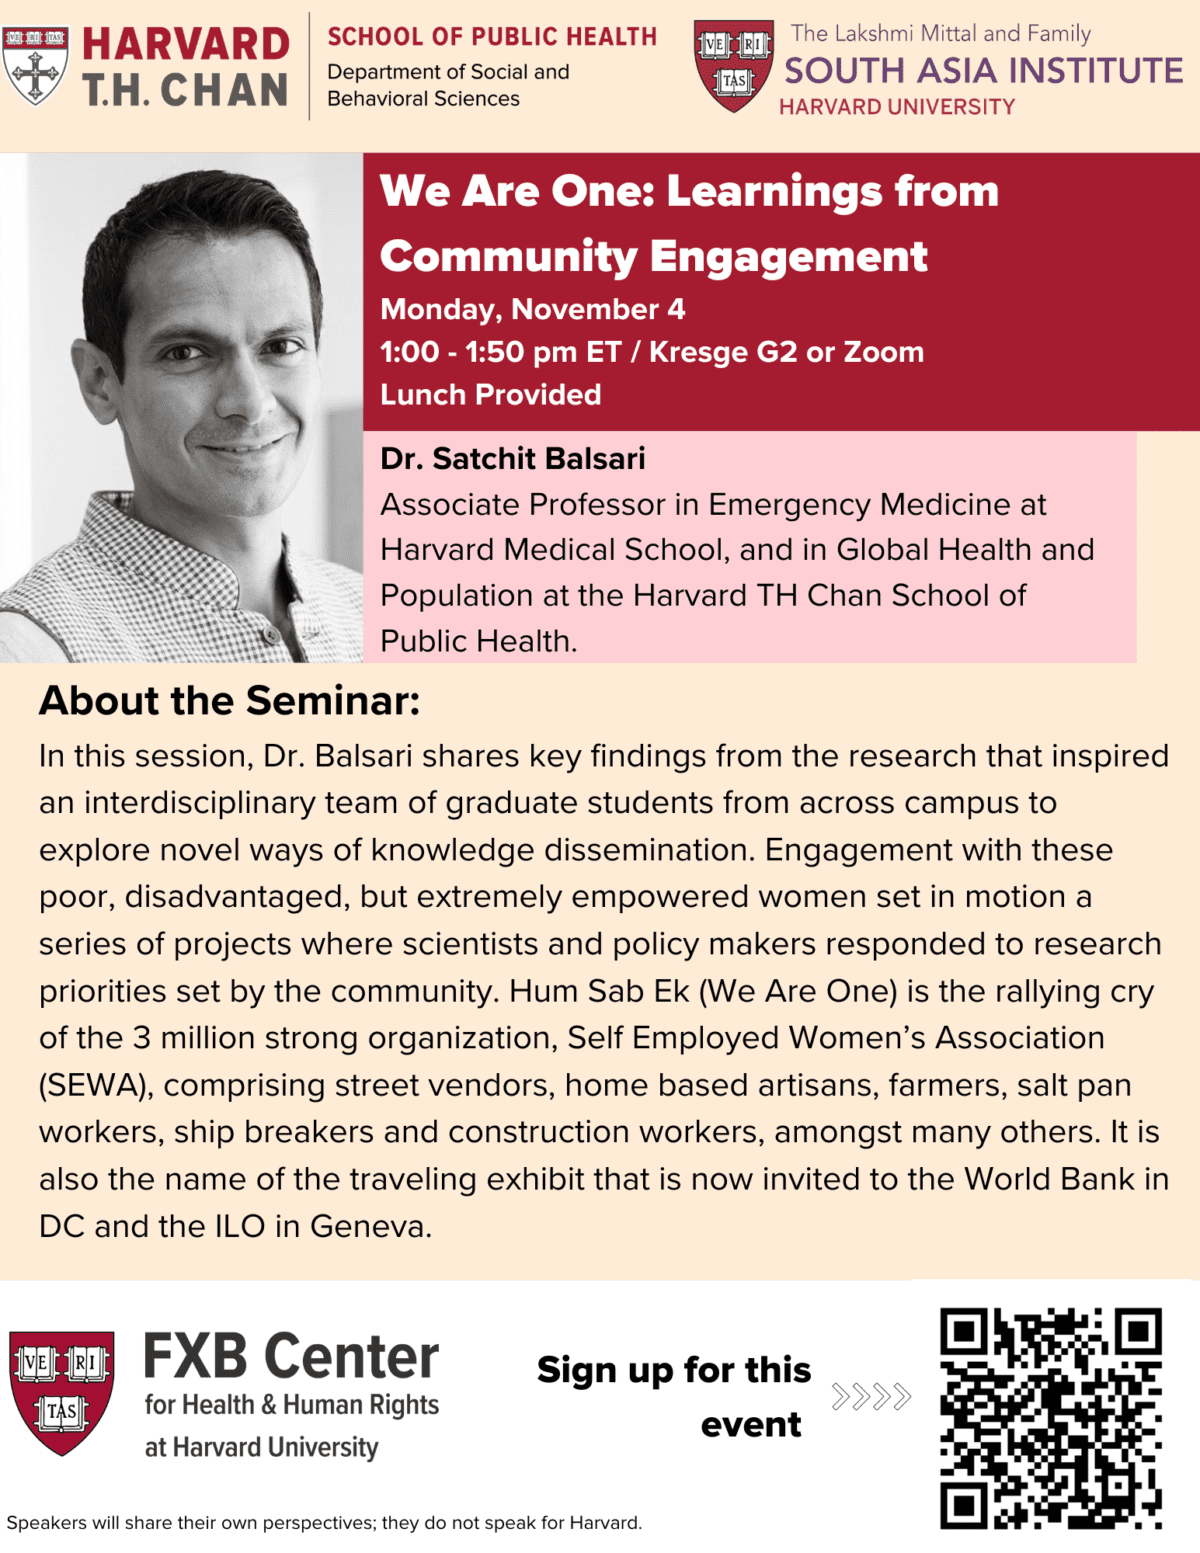 VE RI TAS
HARVARD
T.H. CHAN
SCHOOL OF PUBLIC HEALTH
Department of Social and
Behavioral Sciences
VE RI
TAS
The Lakshmi Mittal and Family
SOUTH ASIA INSTITUTE
HARVARD UNIVERSITY
We Are One: Learnings from
Community Engagement
Monday, November 4
1:00 - 1:50 pm ET / Kresge G2 or Zoom
Lunch Provided
Dr. Satchit Balsari
Associate Professor in Emergency Medicine at
Harvard Medical School, and in Global Health and
Population at the Harvard TH Chan School of
Public Health.
About the Seminar:
In this session, Dr. Balsari shares key findings from the research that inspired
an interdisciplinary team of graduate students from across campus to
explore novel ways of knowledge dissemination. Engagement with these
poor, disadvantaged, but extremely empowered women set in motion a
series of projects where scientists and policy makers responded to research
priorities set by the community. Hum Sab Ek (We Are One) is the rallying cry
of the 3 million strong organization, Self Employed Women’s Association
(SEWA), comprising street vendors, home based artisans, farmers, salt pan
workers, ship breakers and construction workers, amongst many others. It is
also the name of the traveling exhibit that is now invited to the World Bank in
DC and the ILO in Geneva.
VE RI
TAS
FXB Center
for Health & Human Rights
at Harvard University
Sign up for this
event
Speakers will share their own perspectives; they do not speak for Harvard.